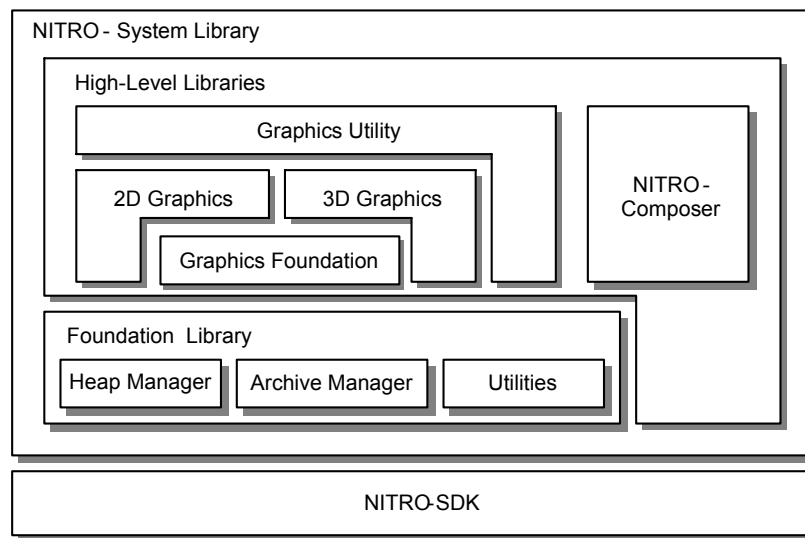 NITRO - System Library
High-Level Libraries
Graphics Utility
2D Graphics
3D Graphics
NITRO -
Composer
Graphics Foundation
Foundation Library
Heap Manager
Archive Manager
Utilities
NITRO-SDK